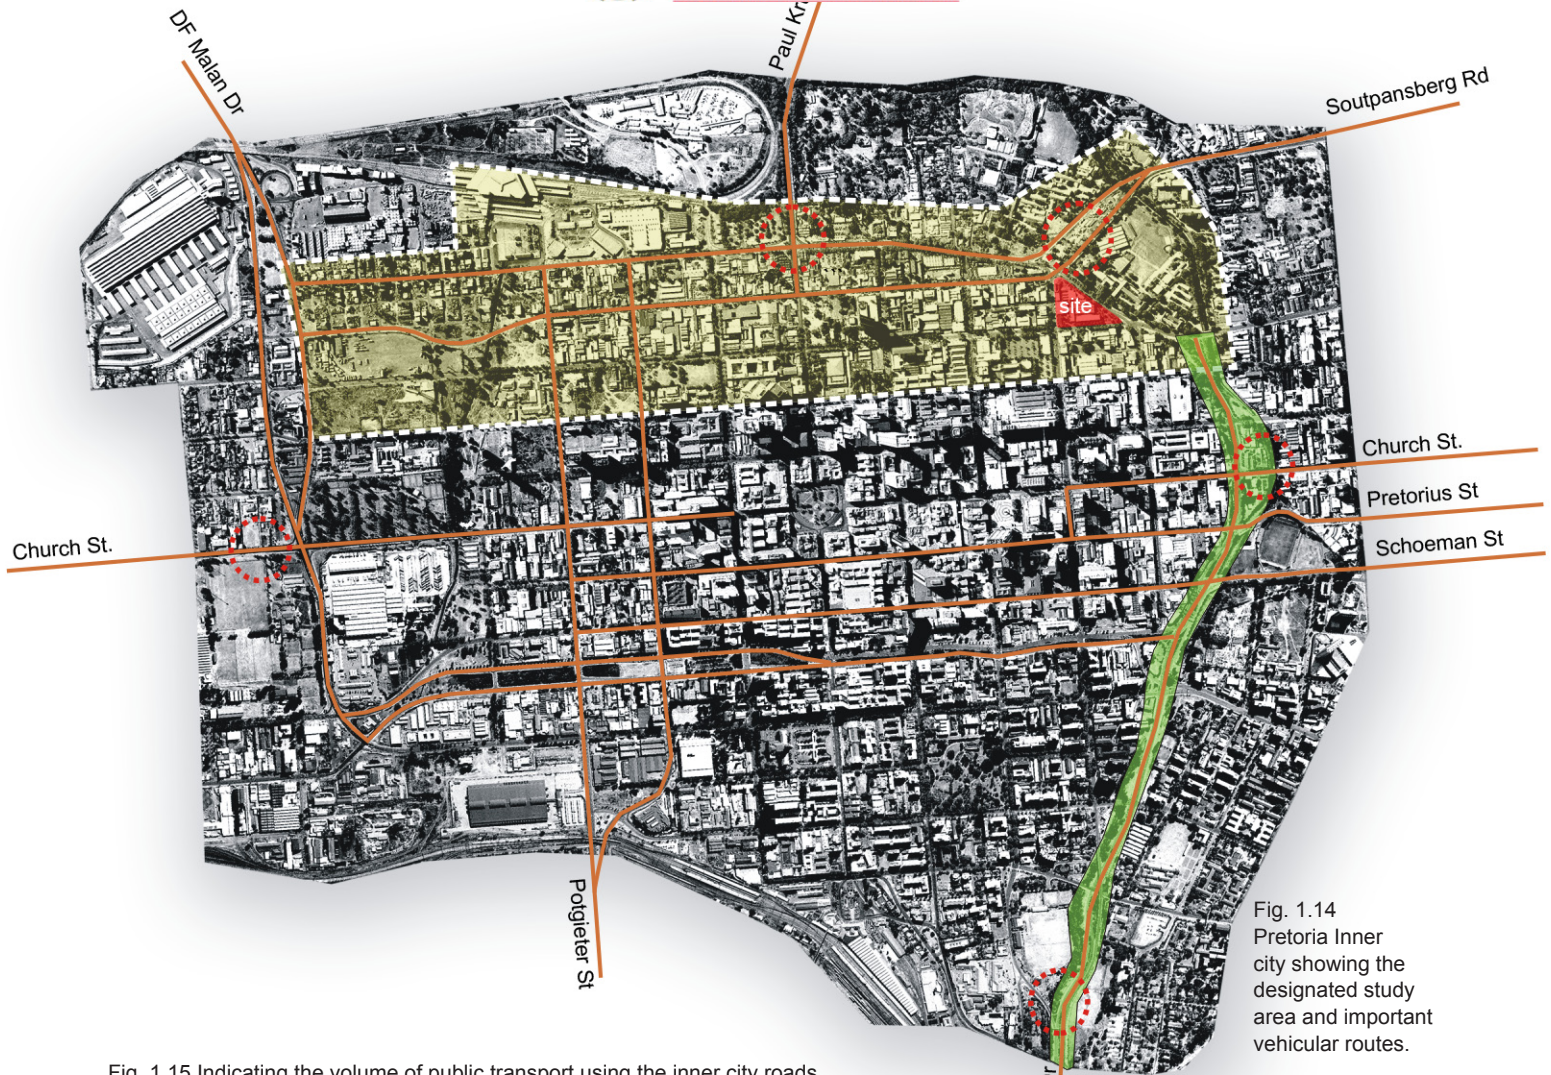 DF Malan Dr
Soutpansberg Rd
site
Church St.
Pretorius St
Schoeman St
Church St.
Potgieter St
Fig. 1.14
Pretoria Inner
city showing the
designated study
area and important
vehicular routes.
Fig. 1.15 Indicating the volume of public transport using the inner city roads
Paul